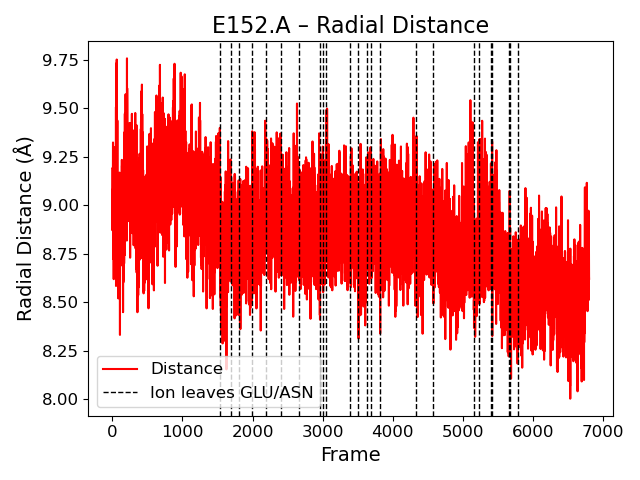 E152.A – Radial Distance
Radial Distance (Å)
9.75
9.50
9.25
9.00
8.75
8.50
8.25
8.00
Distance
Ion leaves GLU/ASN
0 1000 2000 3000 4000 5000 6000 7000
Frame